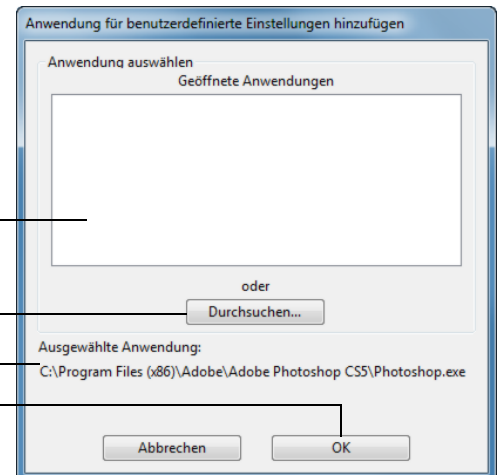 Anwendung für benutzerdefinierte Einstellungen hinzufügen
Anwendung auswählen
Geöffnete Anwendungen
oder
Durchsuchen...
Ausgewählte Anwendung:
C:\Program Files (x86)\Adobe\Adobe Photoshop CS5\Photoshop.exe
Abbrechen OK